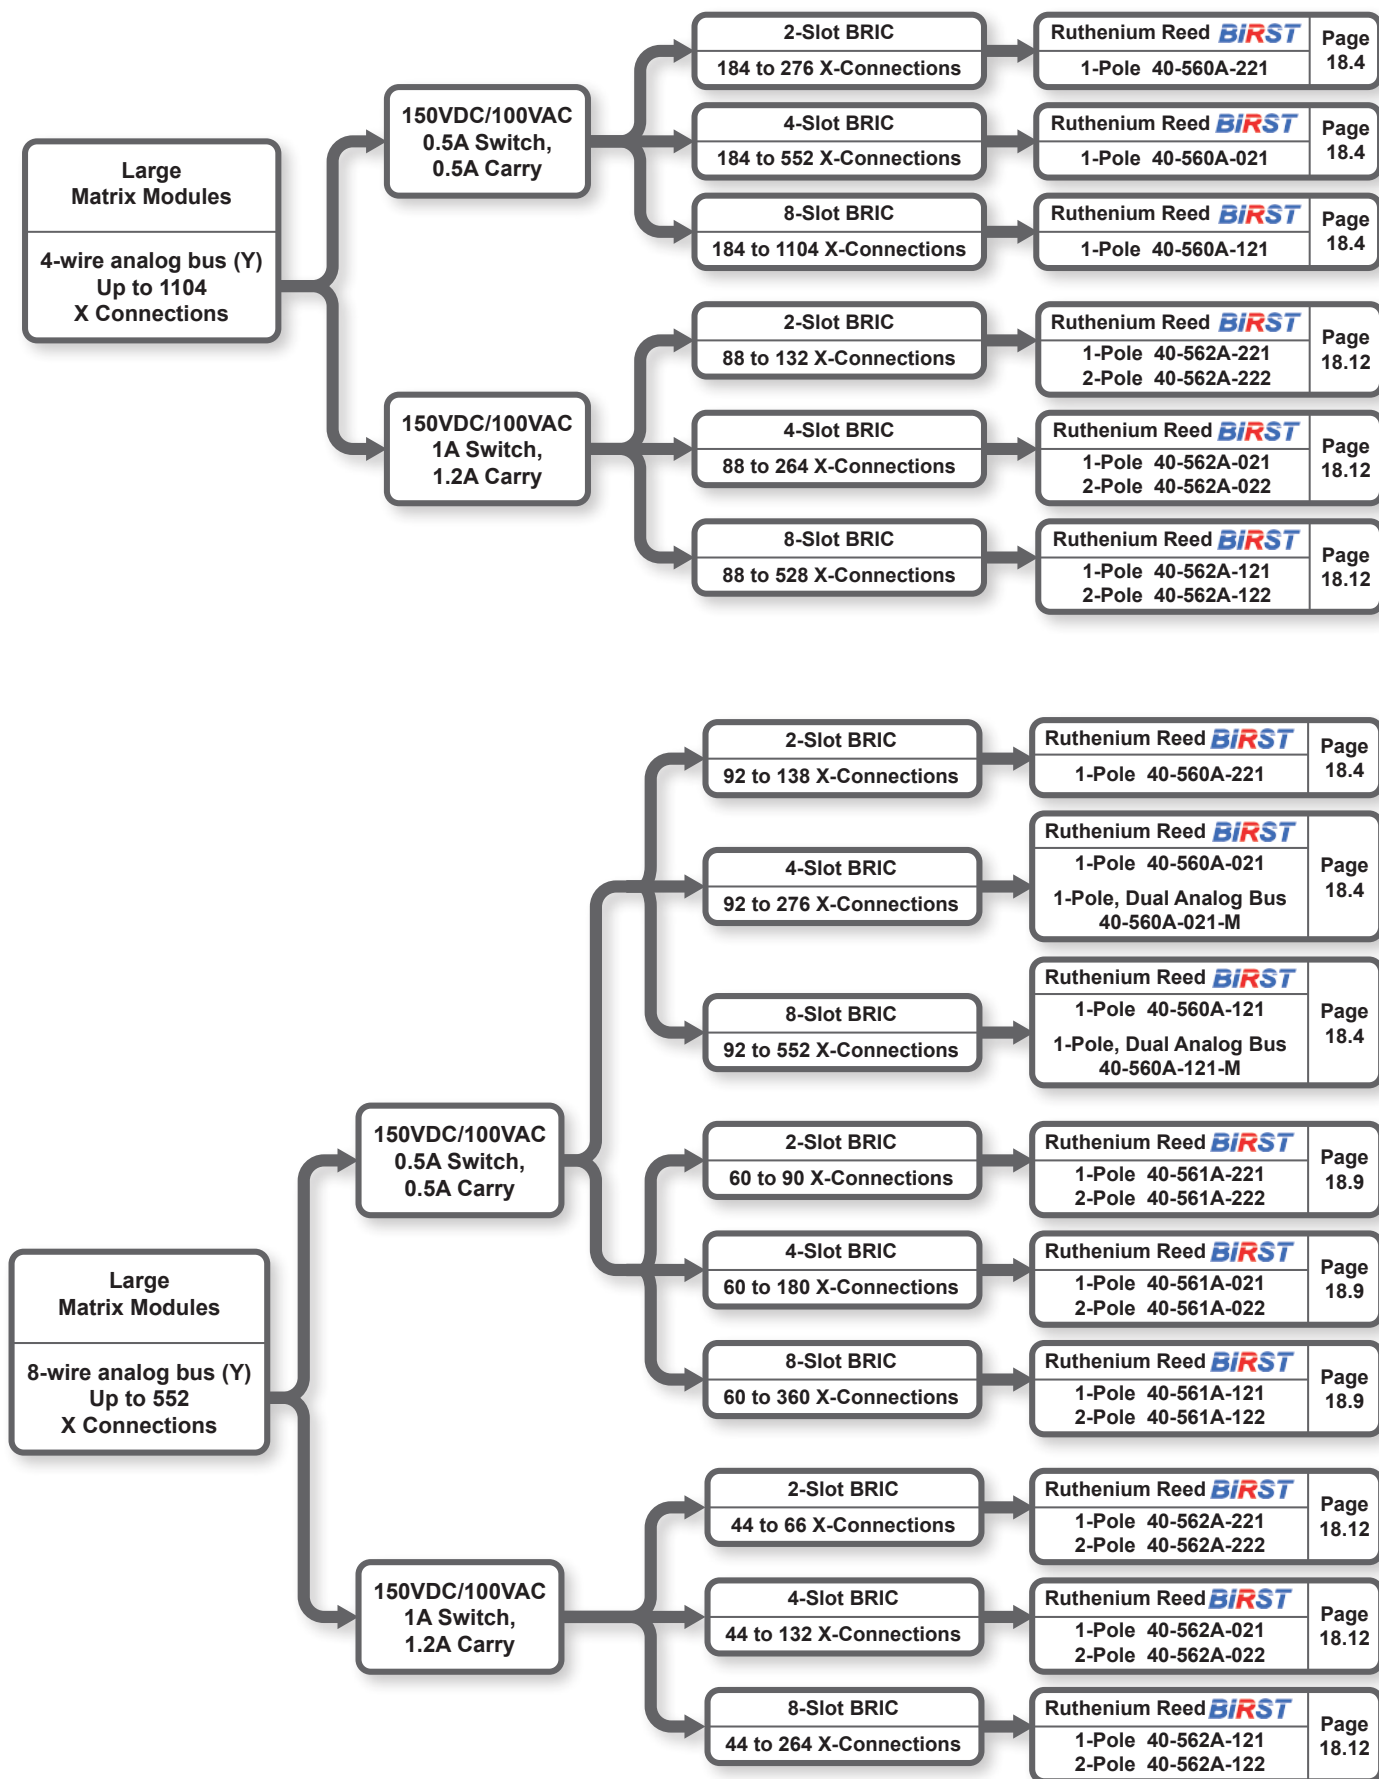 Large
Matrix Modules
4-wire analog bus (Y)
Up to 1104
X Connections
150VDC/100VAC
0.5A Switch,
0.5A Carry
2-Slot BRIC
184 to 276 X-Connections
Ruthenium Reed BiRST
1-Pole 40-560A-221
Page
18.4
4-Slot BRIC
184 to 552 X-Connections
Ruthenium Reed BiRST
1-Pole 40-560A-021
Page
18.4
8-Slot BRIC
184 to 1104 X-Connections
Ruthenium Reed BiRST
1-Pole 40-560A-121
Page
18.4
150VDC/100VAC
1A Switch,
1.2A Carry
2-Slot BRIC
88 to 132 X-Connections
Ruthenium Reed BiRST
1-Pole 40-562A-221
2-Pole 40-562A-222
Page
18.12
4-Slot BRIC
88 to 264 X-Connections
Ruthenium Reed BiRST
1-Pole 40-562A-021
2-Pole 40-562A-022
Page
18.12
8-Slot BRIC
88 to 528 X-Connections
Ruthenium Reed BiRST
1-Pole 40-562A-121
2-Pole 40-562A-122
Page
18.12
Large
Matrix Modules
8-wire analog bus (Y)
Up to 552
X Connections
150VDC/100VAC
0.5A Switch,
0.5A Carry
2-Slot BRIC
92 to 138 X-Connections
Ruthenium Reed BiRST
1-Pole 40-560A-221
Page
18.4
4-Slot BRIC
92 to 276 X-Connections
Ruthenium Reed BiRST
1-Pole 40-560A-021
1-Pole, Dual Analog Bus
40-560A-021-M
Page
18.4
8-Slot BRIC
92 to 552 X-Connections
Ruthenium Reed BiRST
1-Pole 40-560A-121
1-Pole, Dual Analog Bus
40-560A-121-M
Page
18.4
2-Slot BRIC
60 to 90 X-Connections
Ruthenium Reed BiRST
1-Pole 40-561A-221
2-Pole 40-561A-222
Page
18.9
4-Slot BRIC
60 to 180 X-Connections
Ruthenium Reed BiRST
1-Pole 40-561A-021
2-Pole 40-561A-022
Page
18.9
8-Slot BRIC
60 to 360 X-Connections
Ruthenium Reed BiRST
1-Pole 40-561A-121
2-Pole 40-561A-122
Page
18.9
150VDC/100VAC
1A Switch,
1.2A Carry
2-Slot BRIC
44 to 66 X-Connections
Ruthenium Reed BiRST
1-Pole 40-562A-221
2-Pole 40-562A-222
Page
18.12
4-Slot BRIC
44 to 132 X-Connections
Ruthenium Reed BiRST
1-Pole 40-562A-021
2-Pole 40-562A-022
Page
18.12
8-Slot BRIC
44 to 264 X-Connections
Ruthenium Reed BiRST
1-Pole 40-562A-121
2-Pole 40-562A-122
Page
18.12